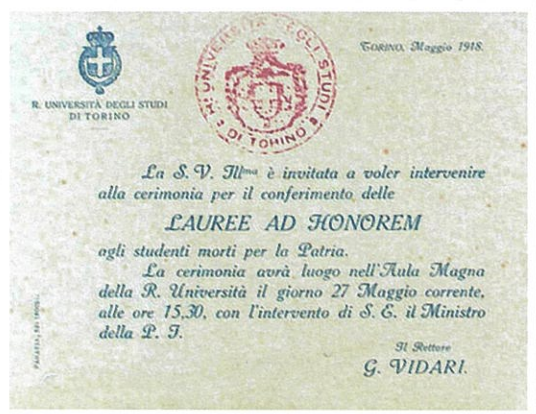 R. UNIVERSITÀ DEGLI STUDI
DI TORINO
R. UNIVERSITÀ DEGLI STUDI
DI TORINO
TORINO, Maggio 1918.
La S. V. Illma è invitata a voler intervenire
alla cerimonia per il conferimento delle
LAUREE AD HONOREM
agli studenti morti per la Patria.
La cerimonia avrà luogo nell'Aula Magna
della R. Università il giorno 27 Maggio corrente,
alle ore 15,30, con l'intervento di S. E. il Ministro
della P. I.
Il Rettore
G. VIDARI.